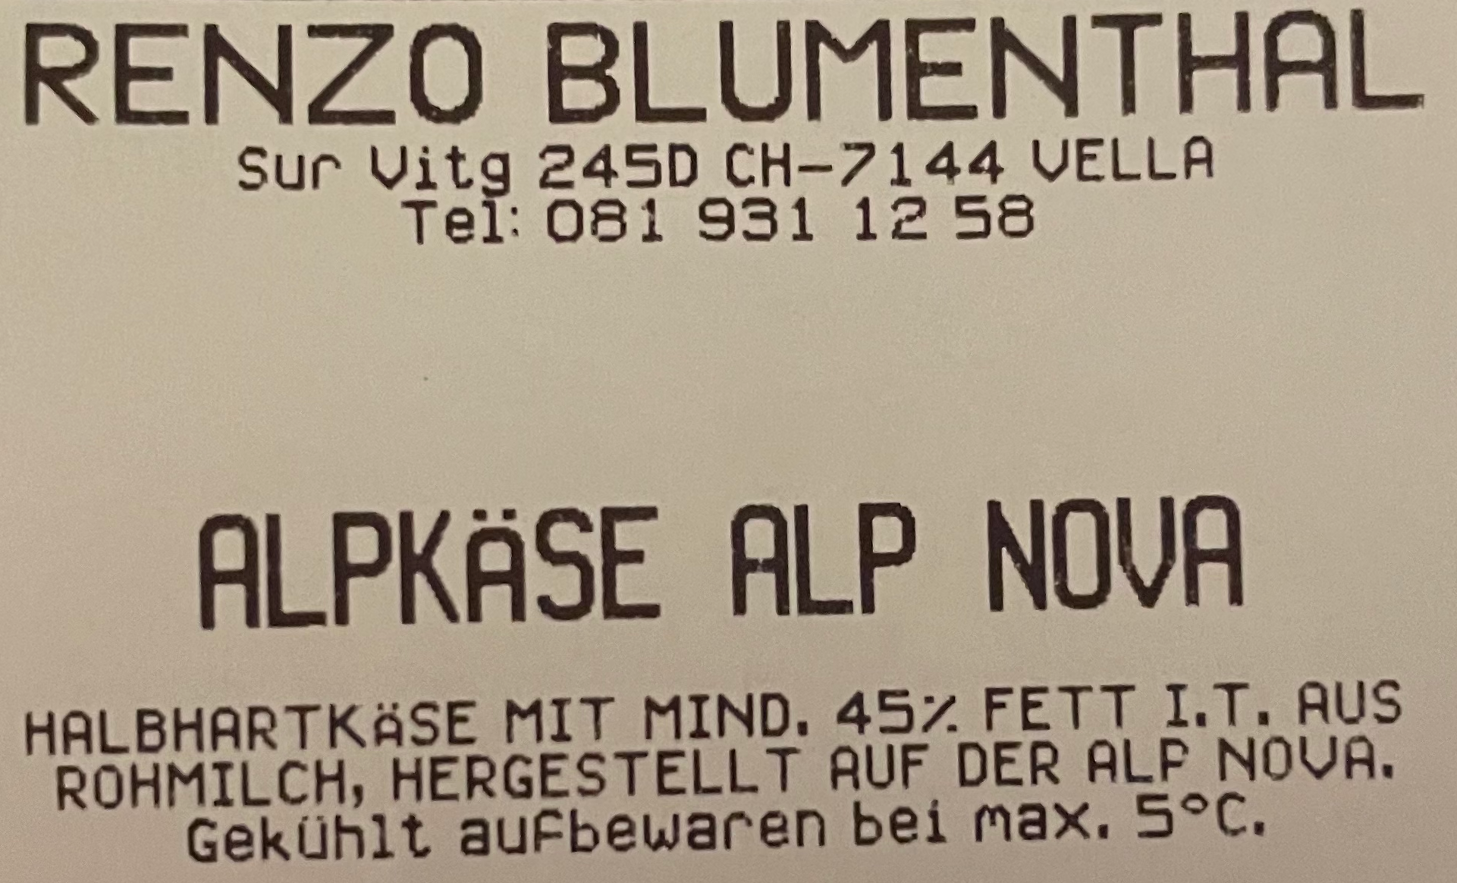 RENZO BLUMENTHAL
Sur Vitg 245D CH-7144 VELLA
Tel: 081 931 12 58
ALPKÄSE ALP NOVA
HALBHARTKÄSE MIT MIND. 45% FETT I.T. AUS
ROHMILCH, HERGESTELLT AUF DER ALP NOVA.
Gekühlt aufbewaren bei max. 5°C.